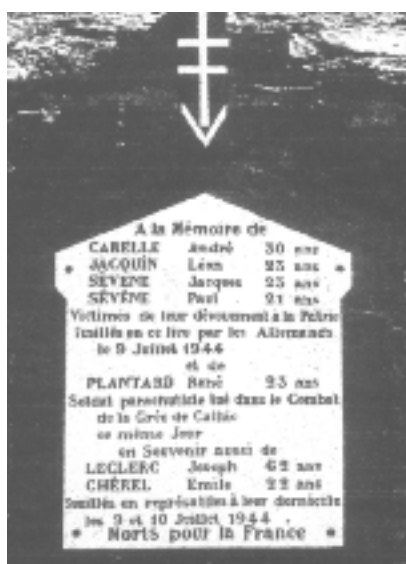 A la Mémoire de
CABELLE André 30 ans
JACQUIN Léon 23 ans
SEVENE Jacques 23 ans
SÉVÈNE Paul 21 ans
Victimes de leur dévouement à la Patrie
fusillés en ce lieu par les Allemands
le 9 Juillet 1944
et de
PLANTARD René 23 ans
Soldat parachutiste tué dans le Combat
de la Grée de Callac
ce même Jour
en Souvenir aussi de
LECLERC Joseph 62 ans
CHÉREL Emile 22 ans
fusillés en représailles à leur domicile
les 9 et 10 Juillet 1944
Morts pour la France